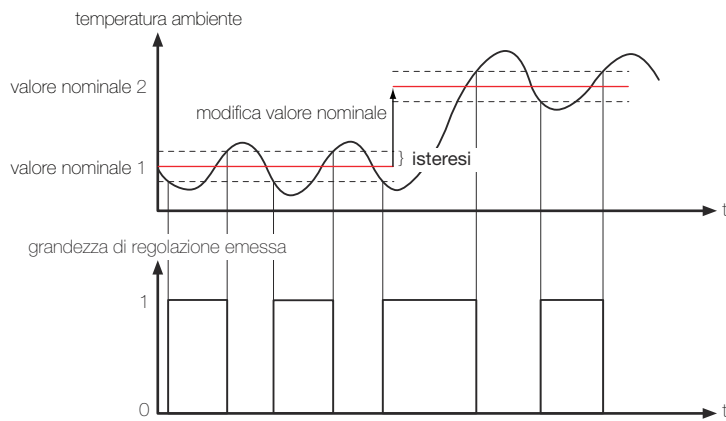 temperatura ambiente
valore nominale 2
modifica valore nominale
} isteresi
valore nominale 1
t
grandezza di regolazione emessa
1
0
t